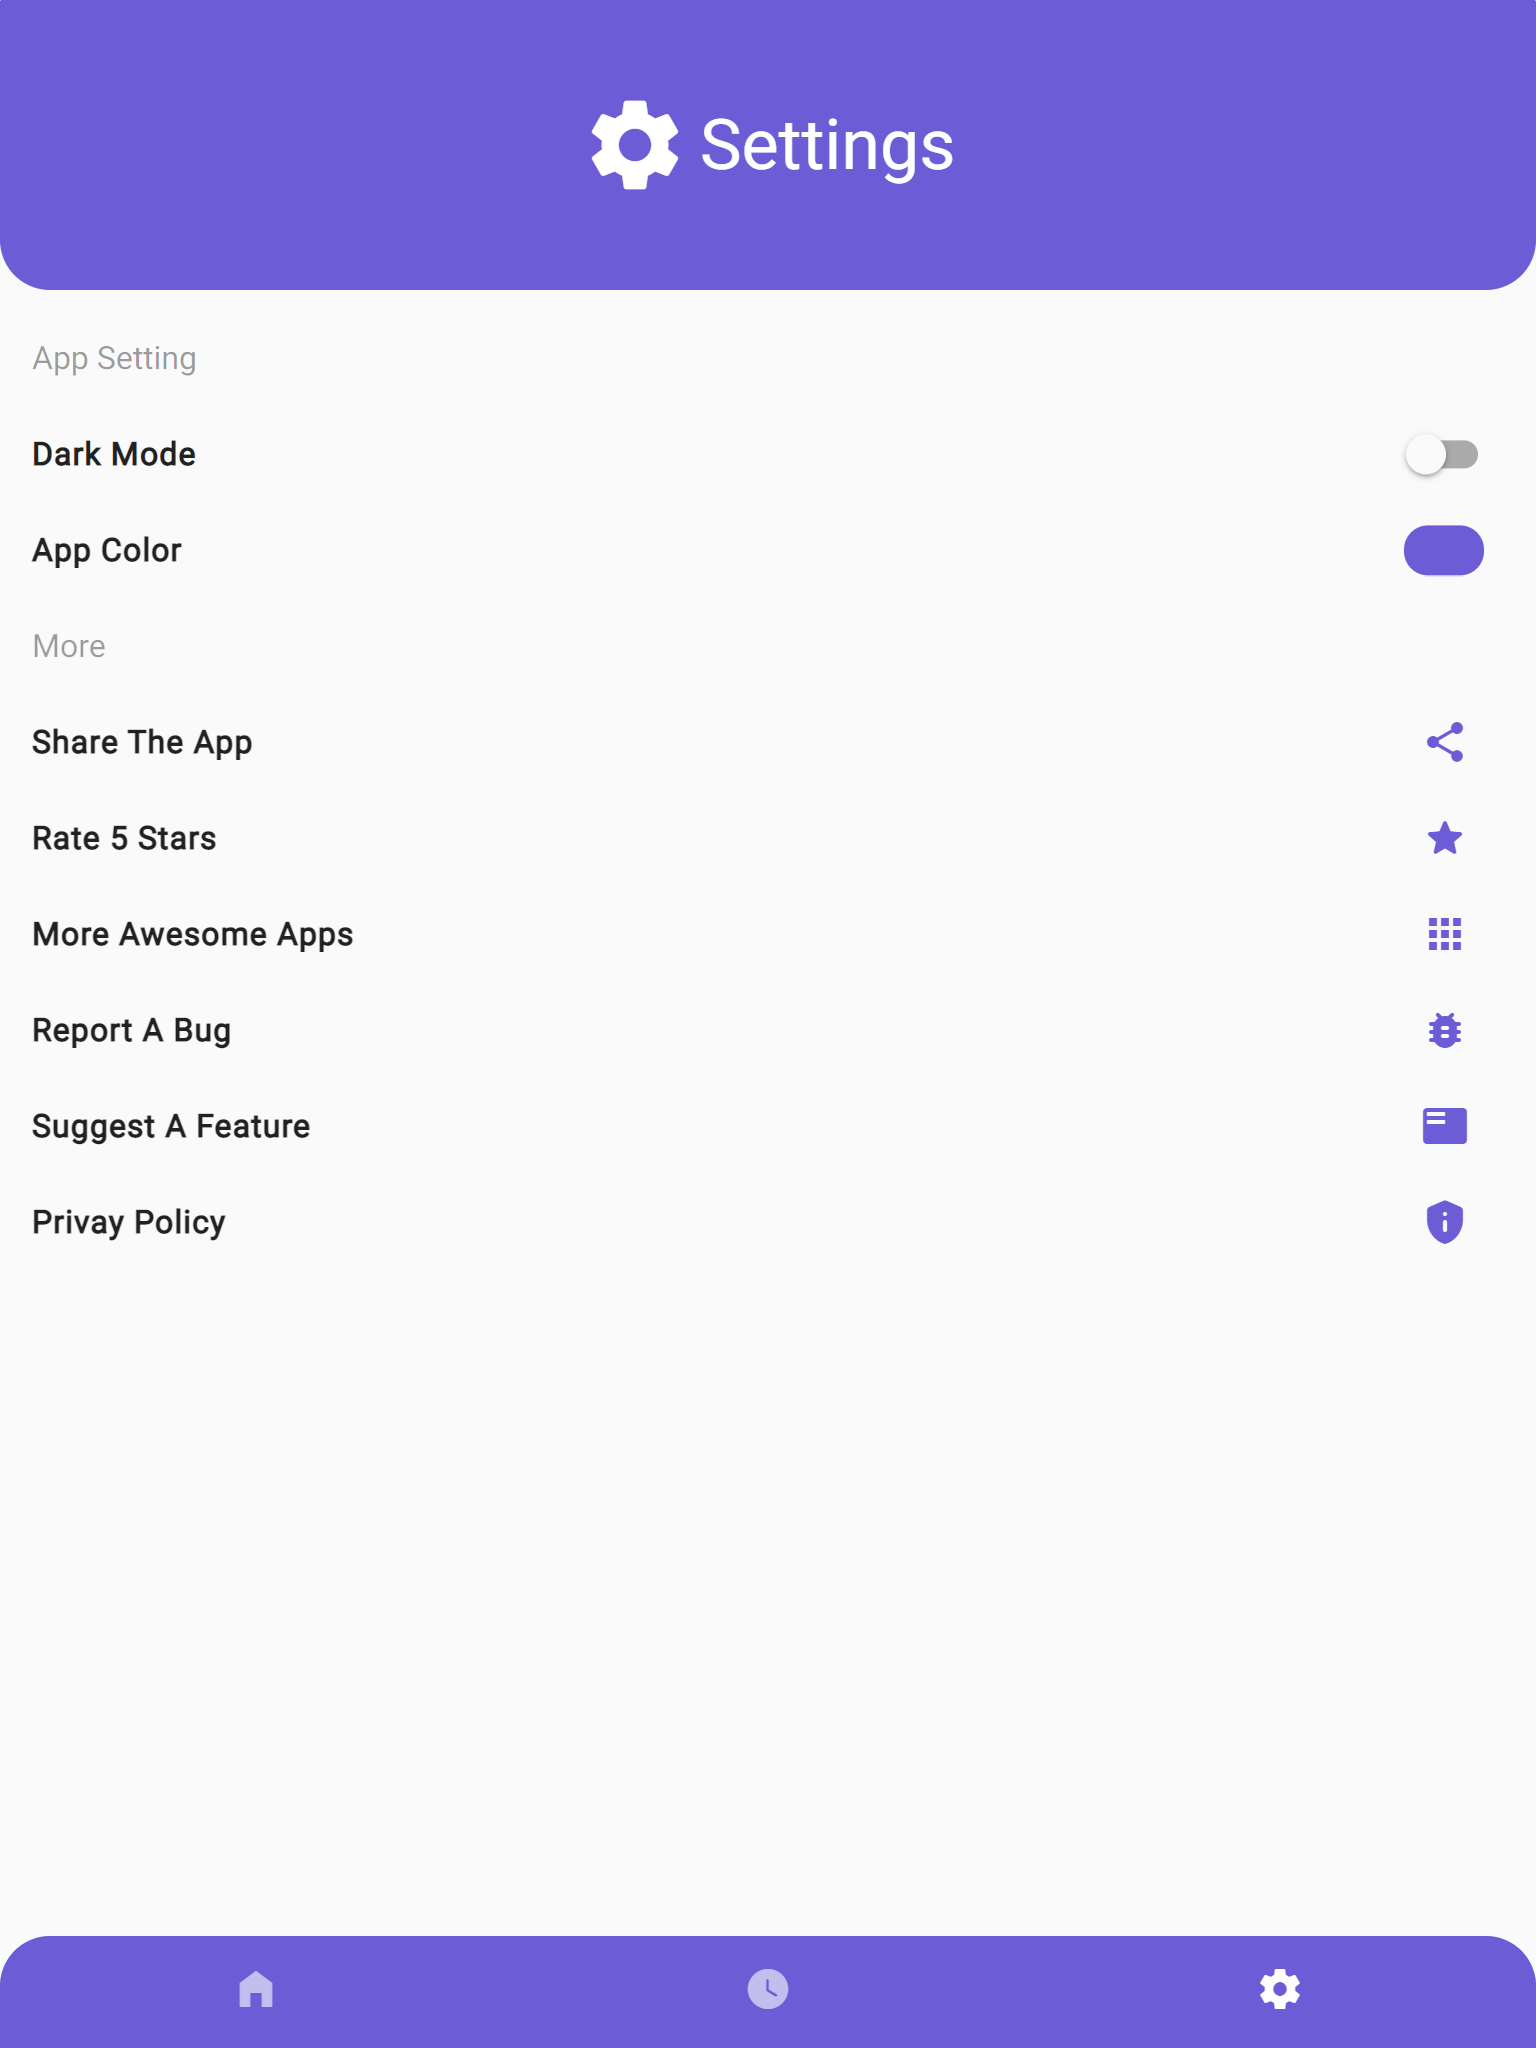 Settings
App Setting
Dark Mode
App Color
More
Share The App
Rate 5 Stars
More Awesome Apps
Report A Bug
Suggest A Feature
Privay Policy